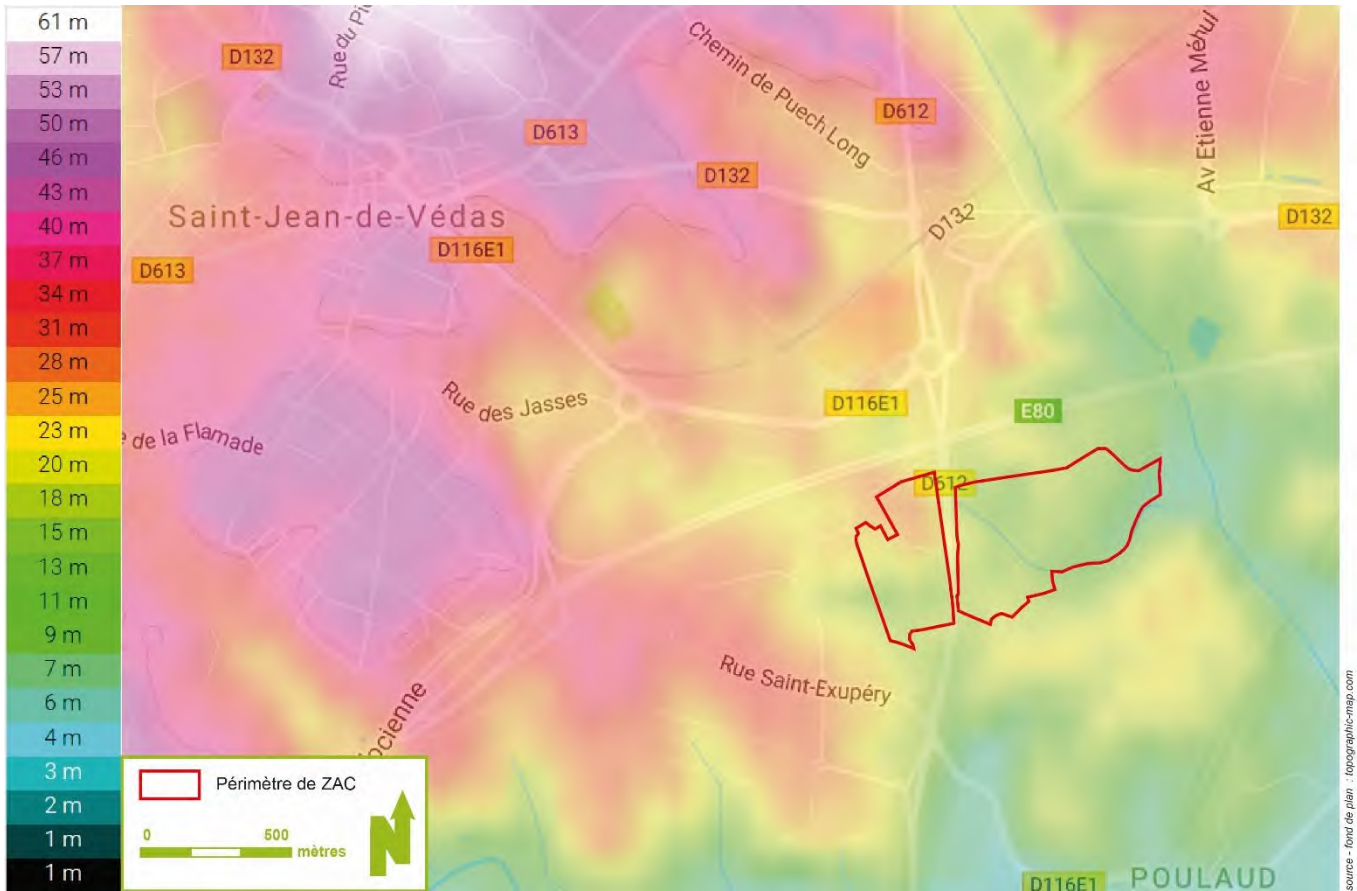 61 m
57 m
53 m
50 m
46 m
43 m
40 m
37 m
34 m
31 m
28 m
25 m
23 m
20 m
18 m
15 m
13 m
11 m
9 m
7 m
6 m
4 m
3 m
2 m
1 m
1 m
Rue du
D132
Chemin de Puech Long
D612
Av Etienne Méhul
D613
D132
Saint-Jean-de-Védas
D132
D132
D116E1
D613
Rue des Jasses
D116E1
E80
de la Flamade
D612
Rue Saint-Exupéry
Périmètre de ZAC
0 500
mètres
N
D116E1
POULAUD
source - fond de plan : topographic-map.com